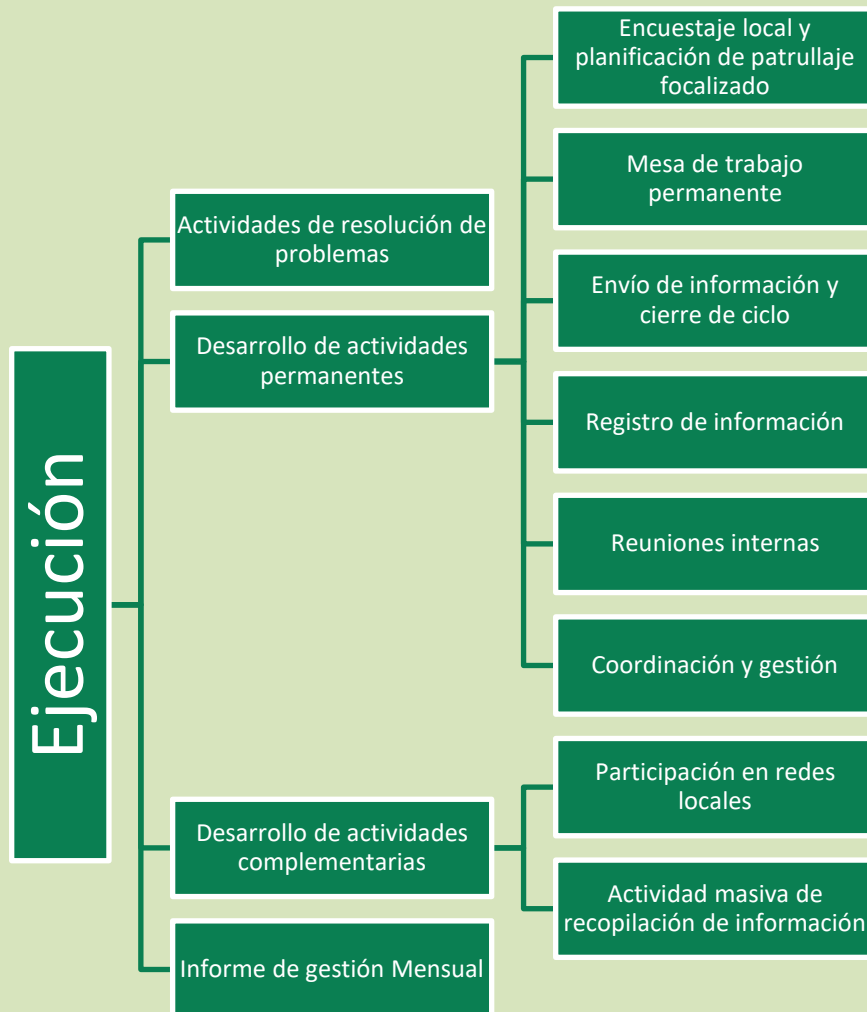 Ejecución
Actividades de resolución de
problemas
Desarrollo de actividades
permanentes
Encuestaje local y
planificación de patrullaje
focalizado
Mesa de trabajo
permanente
Envío de información y
cierre de ciclo
Registro de información
Reuniones internas
Coordinación y gestión
Desarrollo de actividades
complementarias
Participación en redes
locales
Actividad masiva de
recopilación de información
Informe de gestión Mensual